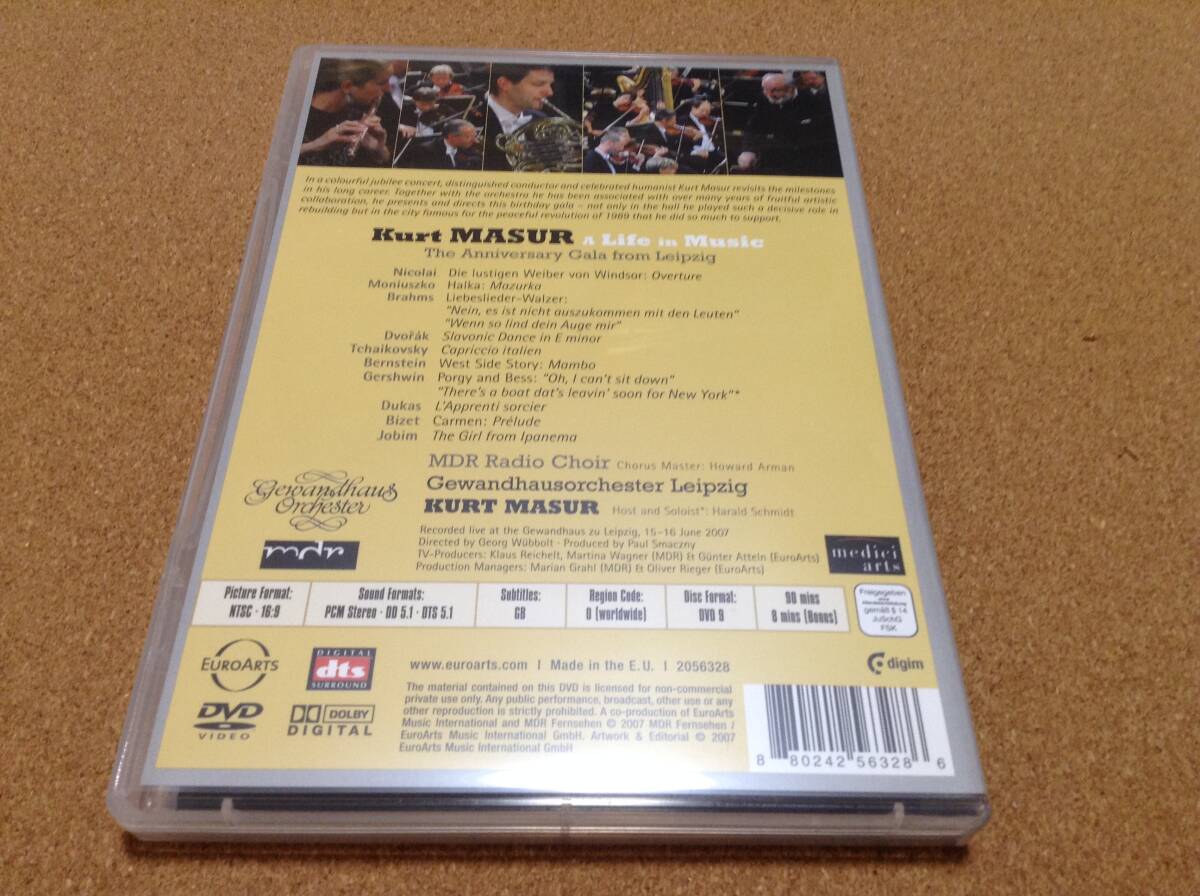 In a colourful jubilee concert, distinguished conductor and celebrated humanist Kurt Masur revisits the milestones
in his long career. Together with the orchestra he has been associated with over many years of fruitful artistic
collaboration, he presents and directs this birthday gala – not only in the hall he played such a decisive role in
rebuilding but in the city famous for the peaceful revolution of 1989 that he did so much to support.
Kurt MASUR A Life in Music
The Anniversary Gala from Leipzig
Nicolai Die lustigen Weiber von Windsor: Overture
Moniuszko Halka: Mazurka
Brahms Liebeslieder-Walzer:
"Nein, es ist nicht auszukommen mit den Leuten"
"Wenn so lind dein Auge mir"
Dvořák Slavonic Dance in E minor
Tchaikovsky Capriccio italien
Bernstein West Side Story: Mambo
Gershwin Porgy and Bess: "Oh, I can't sit down"
"There's a boat dat's leavin' soon for New York"*
Dukas L'Apprenti sorcier
Bizet Carmen: Prélude
Jobim The Girl from Ipanema
MDR Radio Choir Chorus Master: Howard Arman
Gewandhausorchester Leipzig
KURT MASUR Host and Soloist*: Harald Schmidt
Gewandhaus
Orchester
Recorded live at the Gewandhaus zu Leipzig, 15–16 June 2007
Directed by Georg Wübbolt · Produced by Paul Smaczny
TV-Producers: Klaus Reichelt, Martina Wagner (MDR) & Günter Atteln (EuroArts)
Production Managers: Marian Grahl (MDR) & Oliver Rieger (EuroArts)
mdr
medici
arts
Picture Format:
NTSC · 16:9
Sound Formats:
PCM Stereo · DD 5.1 · DTS 5.1
Subtitles:
GB
Region Code:
0 (worldwide)
Disc Format:
DVD 9
90 mins
8 mins (Bonus)
Freigegeben
gemäß § 14
JuSchG
FSK
EUROARTS
DIGITAL
dts
SURROUND
www.euroarts.com I Made in the E.U. I 2056328
digim
DVD
VIDEO
DOLBY
DIGITAL
The material contained on this DVD is licensed for non-commercial
private use only. Any public performance, broadcast, other use or any
other reproduction is strictly prohibited. A co-production of EuroArts
Music International and MDR Fernsehen © 2007 MDR Fernsehen /
EuroArts Music International GmbH. Artwork & Editorial © 2007
EuroArts Music International GmbH
8 80242 56328 6